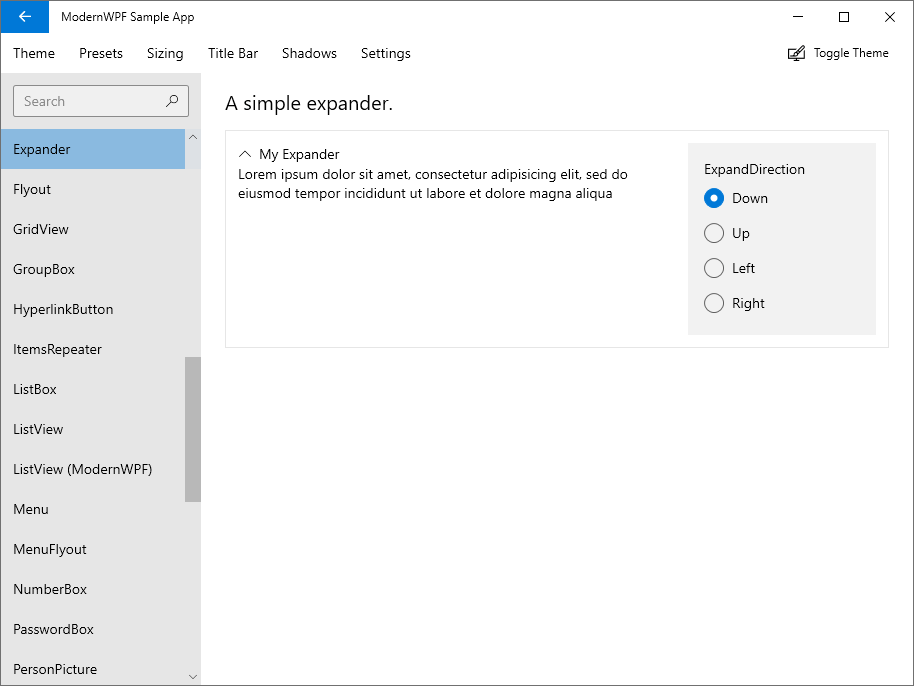 ModernWPF Sample App
Theme
Presets
Sizing
Title Bar
Shadows
Settings
Toggle Theme
Search
Expander
Flyout
GridView
GroupBox
HyperlinkButton
ItemsRepeater
ListBox
ListView
ListView (ModernWPF)
Menu
MenuFlyout
NumberBox
PasswordBox
PersonPicture
A simple expander.
My Expander
Lorem ipsum dolor sit amet, consectetur adipisicing elit, sed do
eiusmod tempor incididunt ut labore et dolore magna aliqua
ExpandDirection
Down
Up
Left
Right